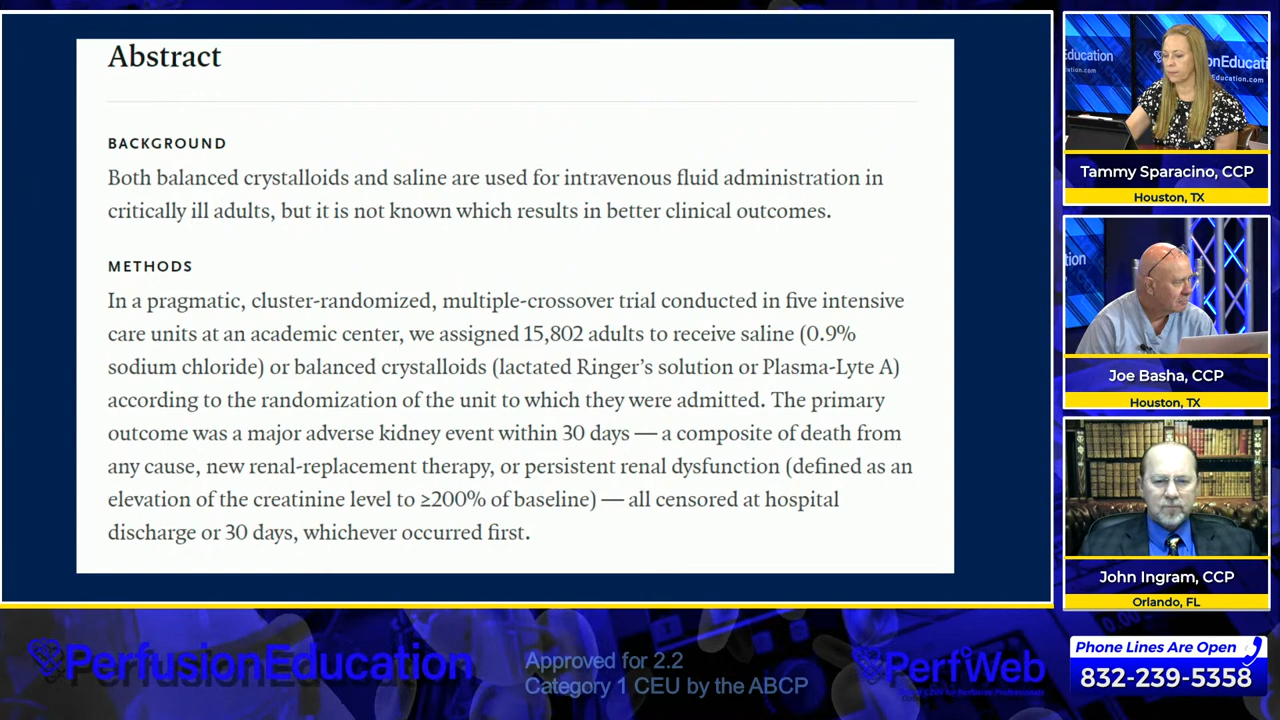 Abstract
BACKGROUND
Both balanced crystalloids and saline are used for intravenous fluid administration in
critically ill adults, but it is not known which results in better clinical outcomes.
METHODS
In a pragmatic, cluster-randomized, multiple-crossover trial conducted in five intensive
care units at an academic center, we assigned 15,802 adults to receive saline (0.9%
sodium chloride) or balanced crystalloids (lactated Ringer’s solution or Plasma-Lyte A)
according to the randomization of the unit to which they were admitted. The primary
outcome was a major adverse kidney event within 30 days — a composite of death from
any cause, new renal-replacement therapy, or persistent renal dysfunction (defined as an
elevation of the creatinine level to ≥200% of baseline) — all censored at hospital
discharge or 30 days, whichever occurred first.
Tammy Sparacino, CCP
Houston, TX
Joe Basha, CCP
Houston, TX
John Ingram, CCP
Orlando, FL
PerfusionEducation
Approved for 2.2
Category 1 CEU by the ABCP
PerfWeb
Phone Lines Are Open
832-239-5358